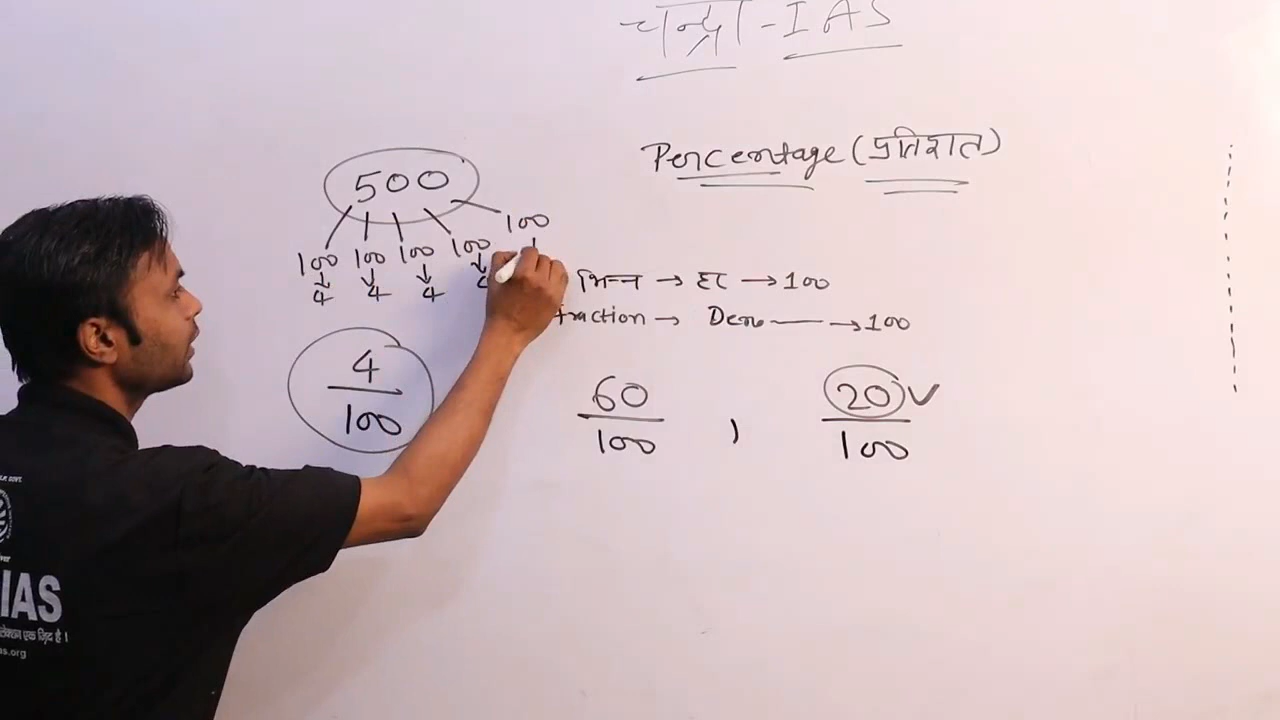 चन्द्रा - IAS
Percentage (प्रतिशत)
500
100 100 100 100 100
4 4 4
भिन्न → हर → 100
fraction → Deno —— → 100
4
100
60
100
,
20
100
IAS
.org